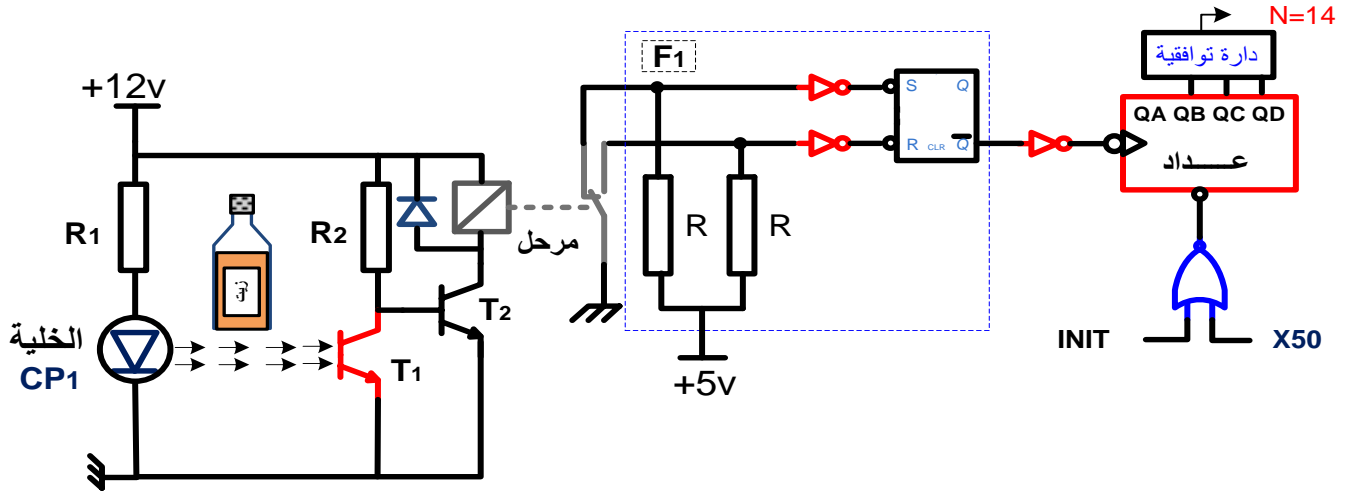 N=14
دارة توافقية
F1
+12v
S Q
QA QB QC QD
R CLR Q
عـــــداد
R1
R2
R R
مرحل
T2
الخلية
CP1
T1
INIT X50
+5v